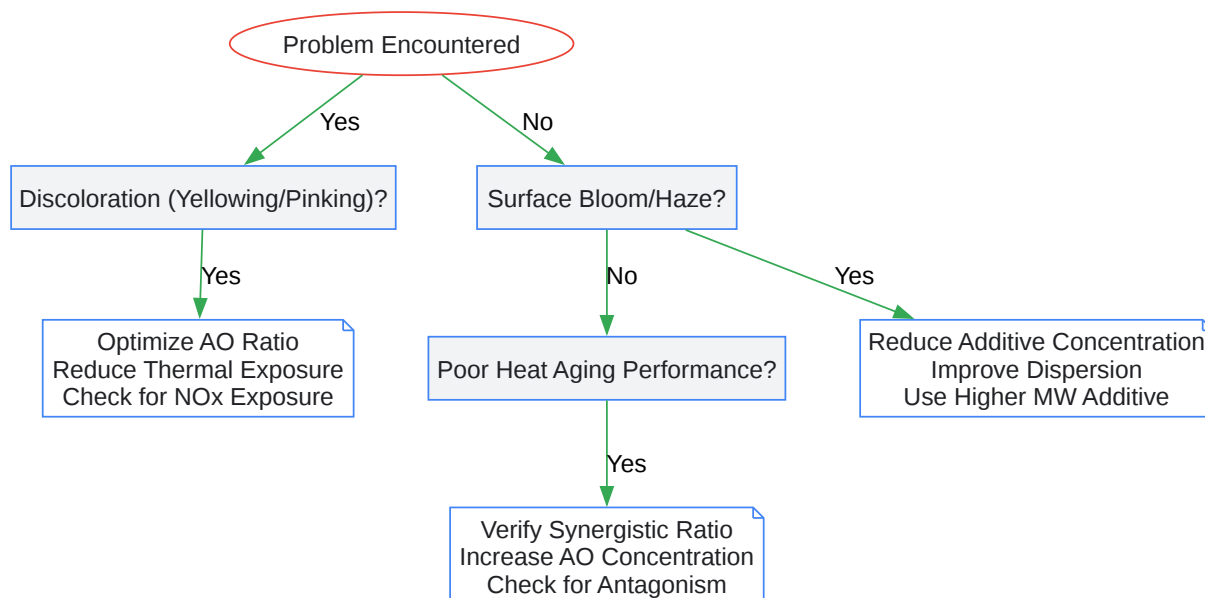 Problem Encountered
Yes
No
Discoloration (Yellowing/Pinking)?
Surface Bloom/Haze?
Yes
No
Yes
Optimize AO Ratio
Reduce Thermal Exposure
Check for NOx Exposure
Poor Heat Aging Performance?
Reduce Additive Concentration
Improve Dispersion
Use Higher MW Additive
Yes
Verify Synergistic Ratio
Increase AO Concentration
Check for Antagonism